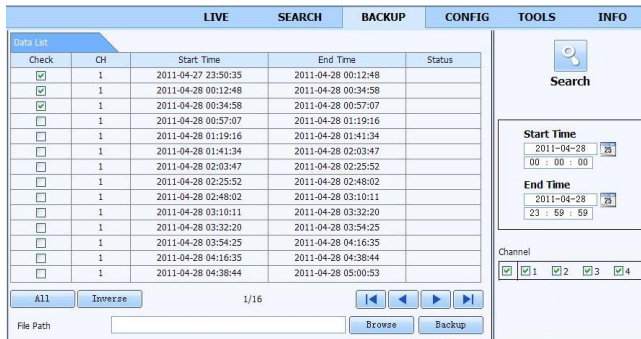 LIVE SEARCH BACKUP CONFIG TOOLS INFO
Data List
Check CH Start Time End Time Status
1 2011-04-27 23:50:35 2011-04-28 00:12:48
1 2011-04-28 00:12:48 2011-04-28 00:34:58
1 2011-04-28 00:34:58 2011-04-28 00:57:07
1 2011-04-28 00:57:07 2011-04-28 01:19:16
1 2011-04-28 01:19:16 2011-04-28 01:41:34
1 2011-04-28 01:41:34 2011-04-28 02:03:47
1 2011-04-28 02:03:47 2011-04-28 02:25:52
1 2011-04-28 02:25:52 2011-04-28 02:48:02
1 2011-04-28 02:48:02 2011-04-28 03:10:11
1 2011-04-28 03:10:11 2011-04-28 03:32:20
1 2011-04-28 03:32:20 2011-04-28 03:54:25
1 2011-04-28 03:54:25 2011-04-28 04:16:35
1 2011-04-28 04:16:35 2011-04-28 04:38:44
1 2011-04-28 04:38:44 2011-04-28 05:00:53
All Inverse 1/16
File Path Browse Backup
Search
Start Time
2011-04-28 25
00 : 00 : 00
End Time
2011-04-28 25
23 : 59 : 59
Channel
1 2 3 4